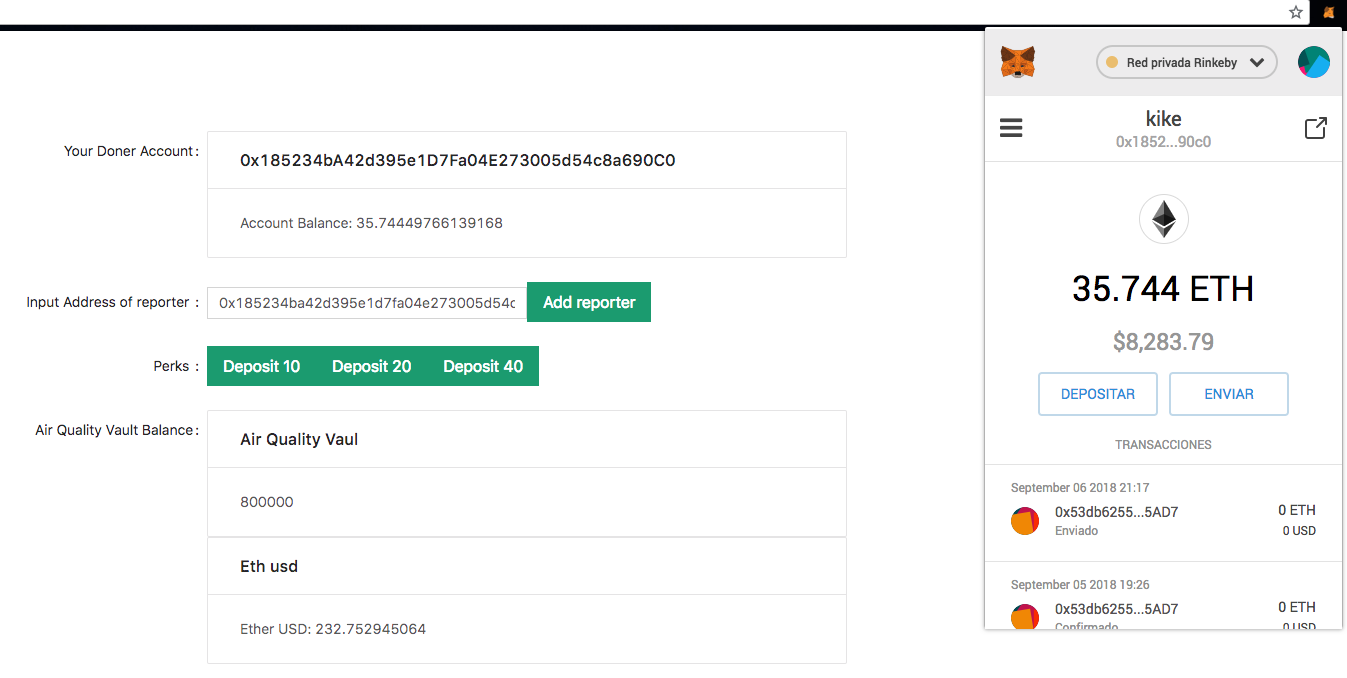 Your Doner Account:
0x185234bA42d395e1D7Fa04E273005d54c8a690C0
Account Balance: 35.74449766139168
Input Address of reporter :
0x185234ba42d395e1d7fa04e273005d54c
Add reporter
Perks :
Deposit 10
Deposit 20
Deposit 40
Air Quality Vault Balance:
Air Quality Vaul
800000
Eth usd
Ether USD: 232.752945064
Red privada Rinkeby
kike
0x1852...90c0
35.744 ETH
$8,283.79
DEPOSITAR
ENVIAR
TRANSACCIONES
September 06 2018 21:17
0x53db6255...5AD7
0 ETH
Enviado
0 USD
September 05 2018 19:26
0x53db6255...5AD7
0 ETH
Confirmado
0 USD